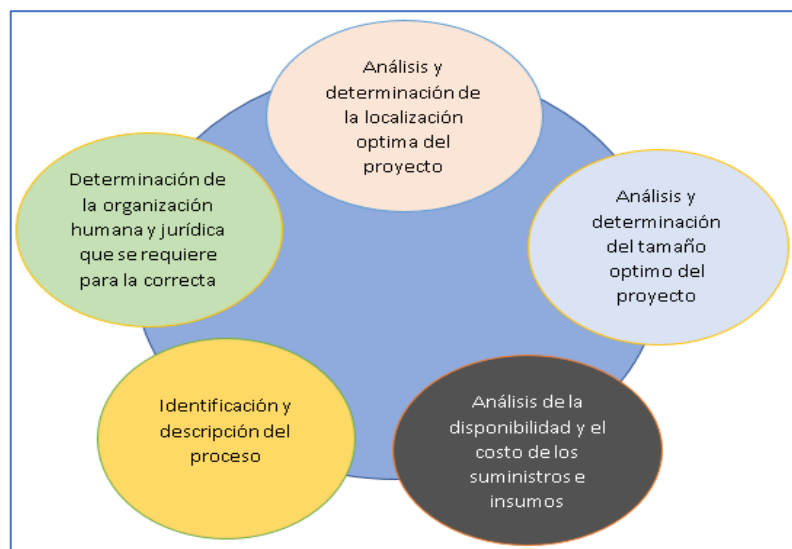 Análisis y
determinación de
la localización
optima del
proyecto
Análisis y
determinación
del tamaño
optimo del
proyecto
Análisis de la
disponibilidad y el
costo de los
suministros e
insumos
Identificación y
descripción del
proceso
Determinación de
la organización
humana y jurídica
que se requiere
para la correcta